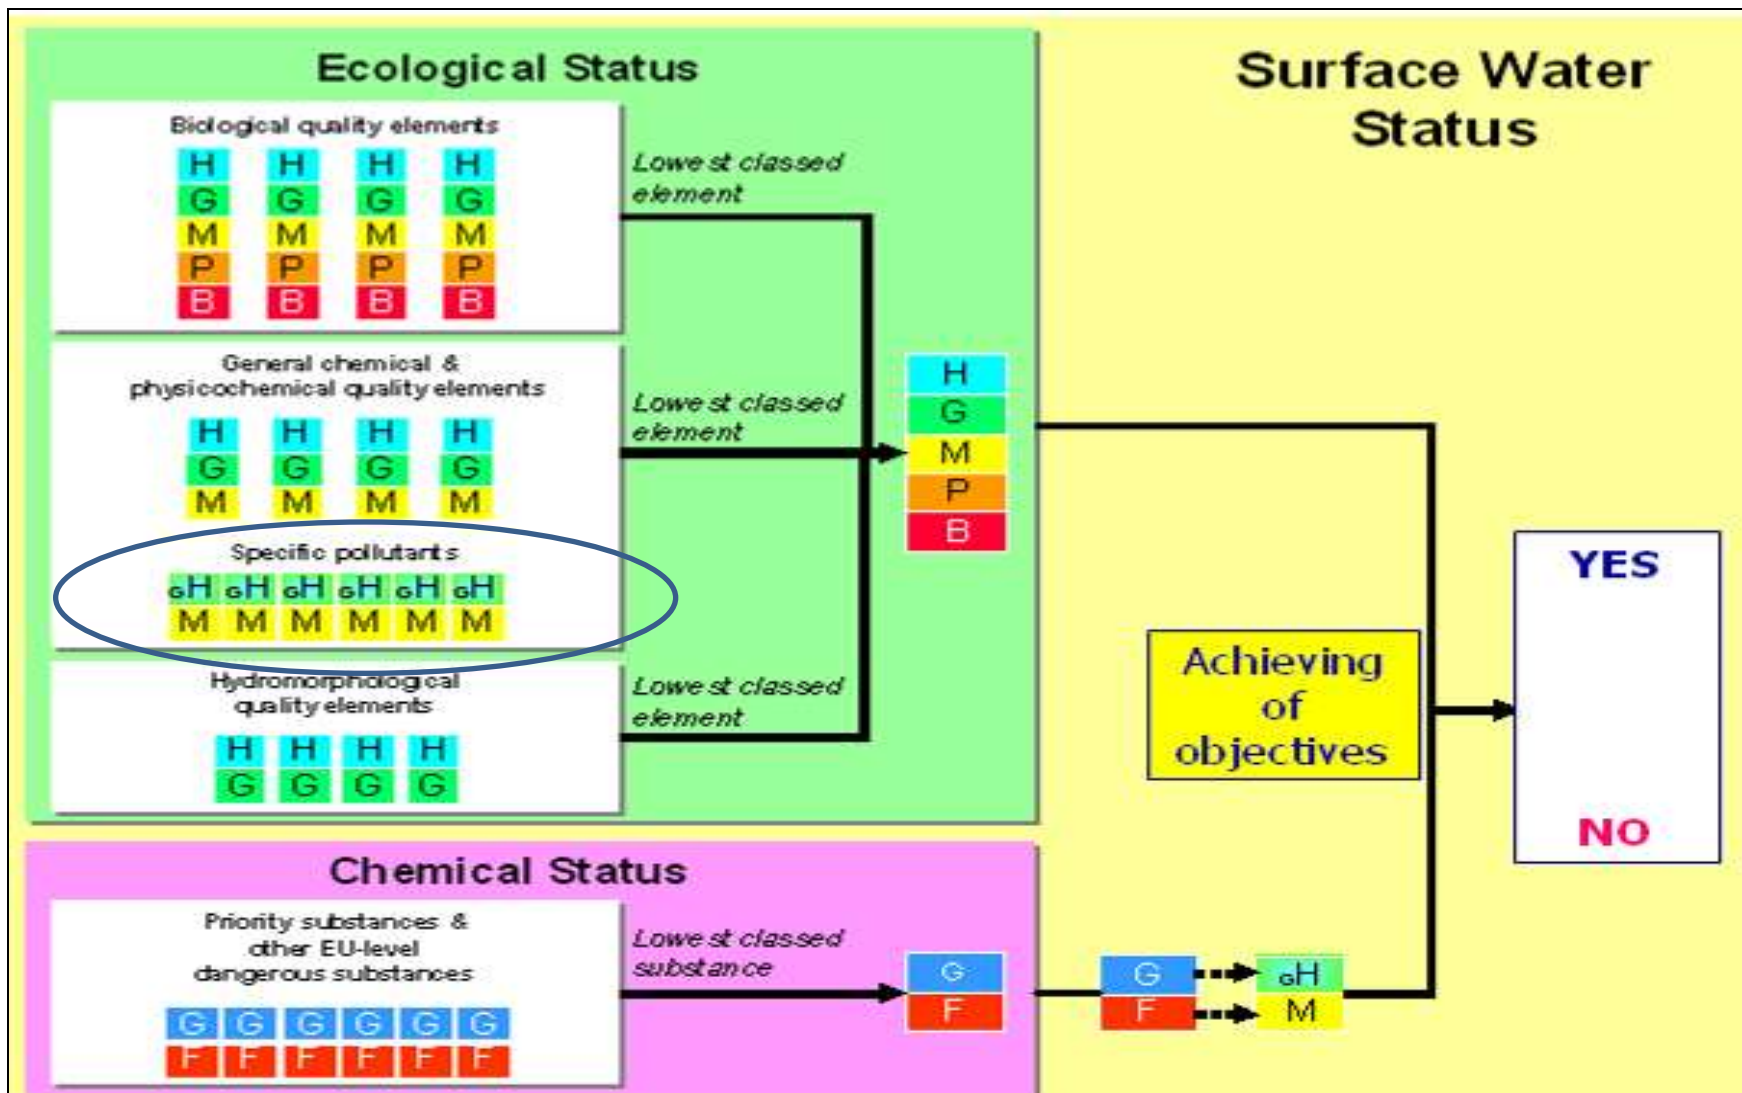 Ecological Status
Biological quality elements
H H H H
G G G G
M M M M
P P P P
B B B B
Lowest classed
element
General chemical &
physicochemical quality elements
H H H H
G G G G
M M M M
Lowest classed
element
Specific pollutants
GH GH GH GH GH GH
M M M M M M
Hydromorphological
quality elements
H H H H
G G G G
Lowest classed
element
H
G
M
P
B
Surface Water
Status
Achieving
of
objectives
YES
NO
Chemical Status
Priority substances &
other EU-level
dangerous substances
G G G G G G
F F F F F F
Lowest classed
substance
G
F
G GH
F M